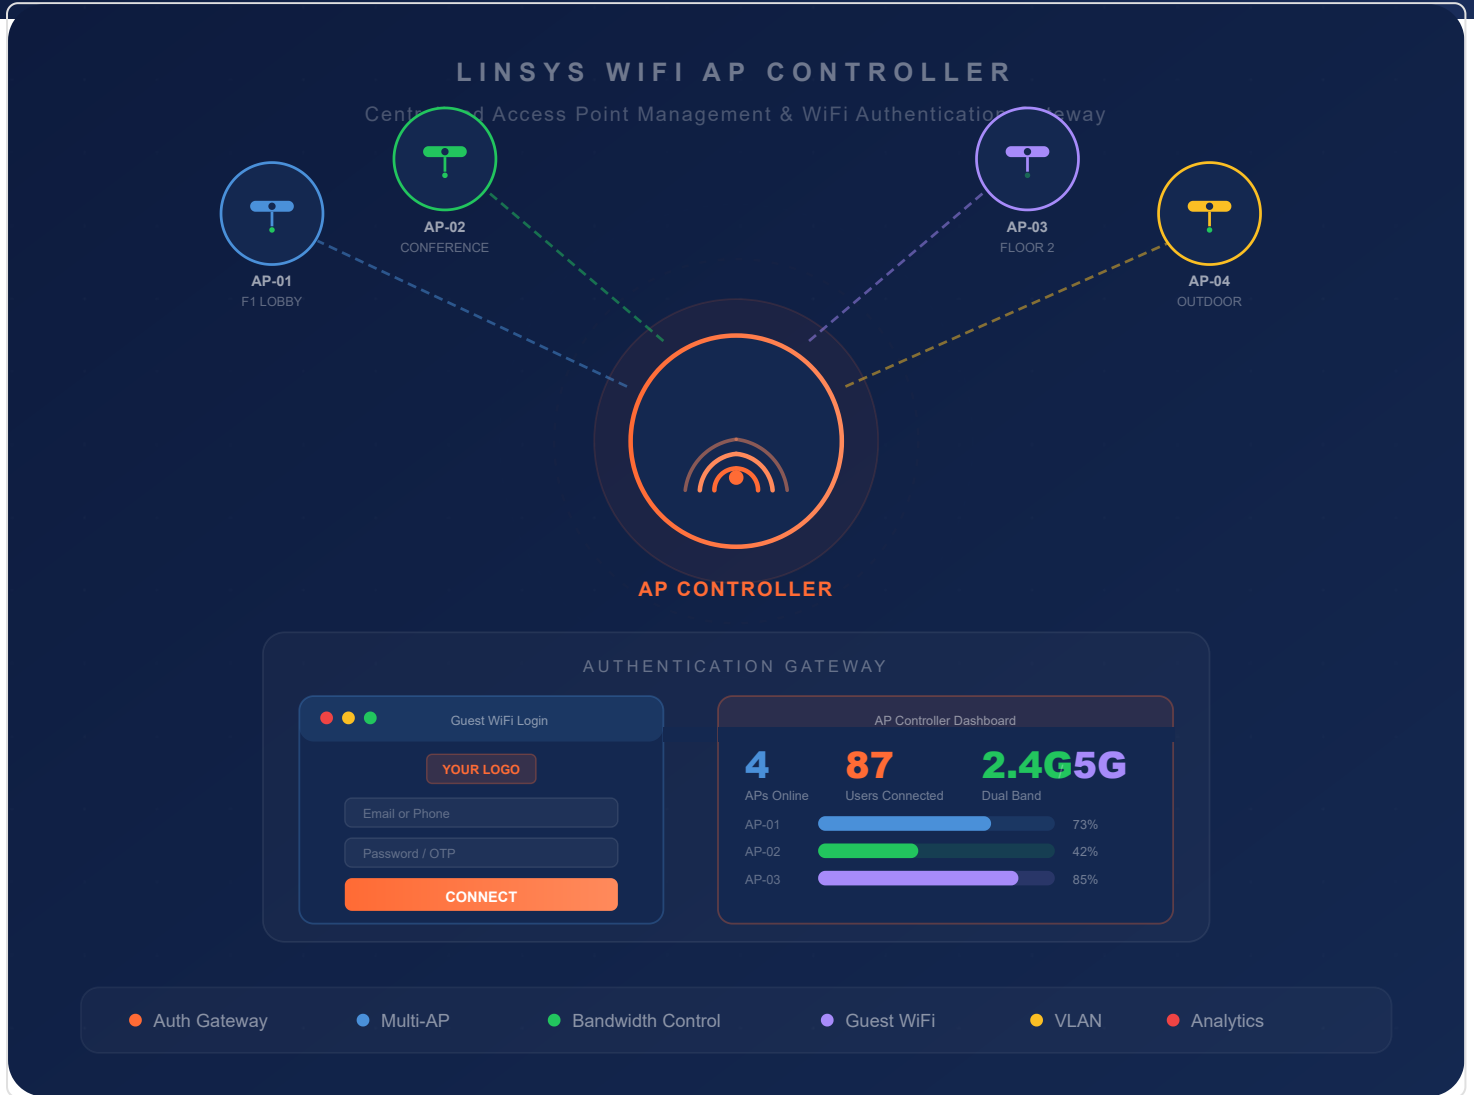 LINSYS WIFI AP CONTROLLER
Access Point Management & WiFi Authentication
AP-02
CONFERENCE
AP-03
FLOOR 2
AP-01
F1 LOBBY
AP-04
OUTDOOR
AP CONTROLLER
AUTHENTICATION GATEWAY
Guest WiFi Login
YOUR LOGO
Email or Phone
Password / OTP
CONNECT
AP Controller Dashboard
4 87 2.4G/5G
APs Online Users Connected Dual Band
AP-01 73%
AP-02 42%
AP-03 85%
Auth Gateway Multi-AP Bandwidth Control Guest WiFi VLAN Analytics